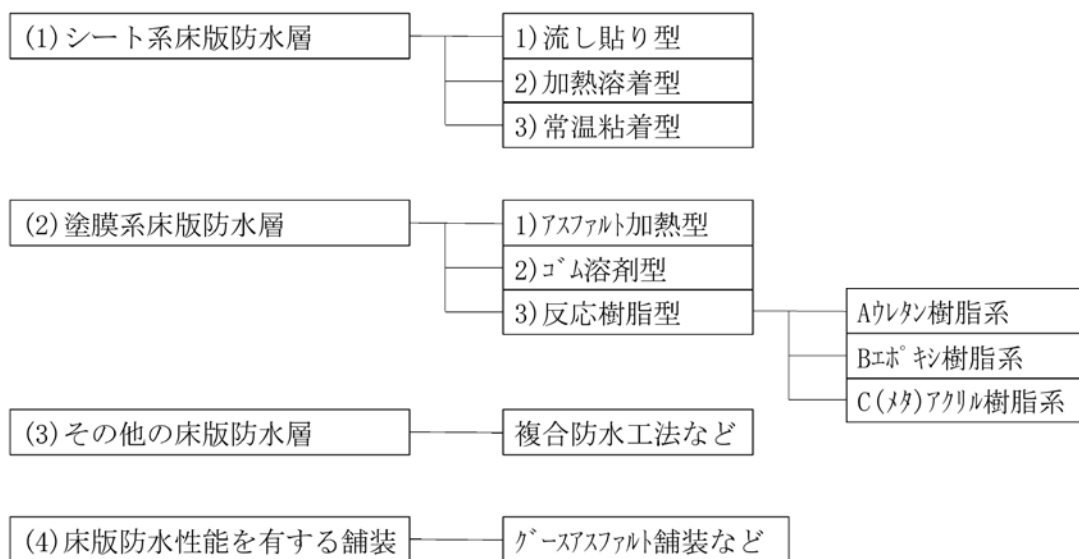 (1)シート系床版防水層
1)流し貼り型
2)加熱溶着型
3)常温粘着型
(2)塗膜系床版防水層
1)ｱｽﾌｧﾙﾄ加熱型
2)ｺﾞﾑ溶剤型
3)反応樹脂型
Aｳﾚﾀﾝ樹脂系
Bｴﾎﾟｷｼ樹脂系
C(ﾒﾀ)ｱｸﾘﾙ樹脂系
(3)その他の床版防水層
複合防水工法など
(4)床版防水性能を有する舗装
ｸﾞｰｽｱｽﾌｧﾙﾄ舗装など